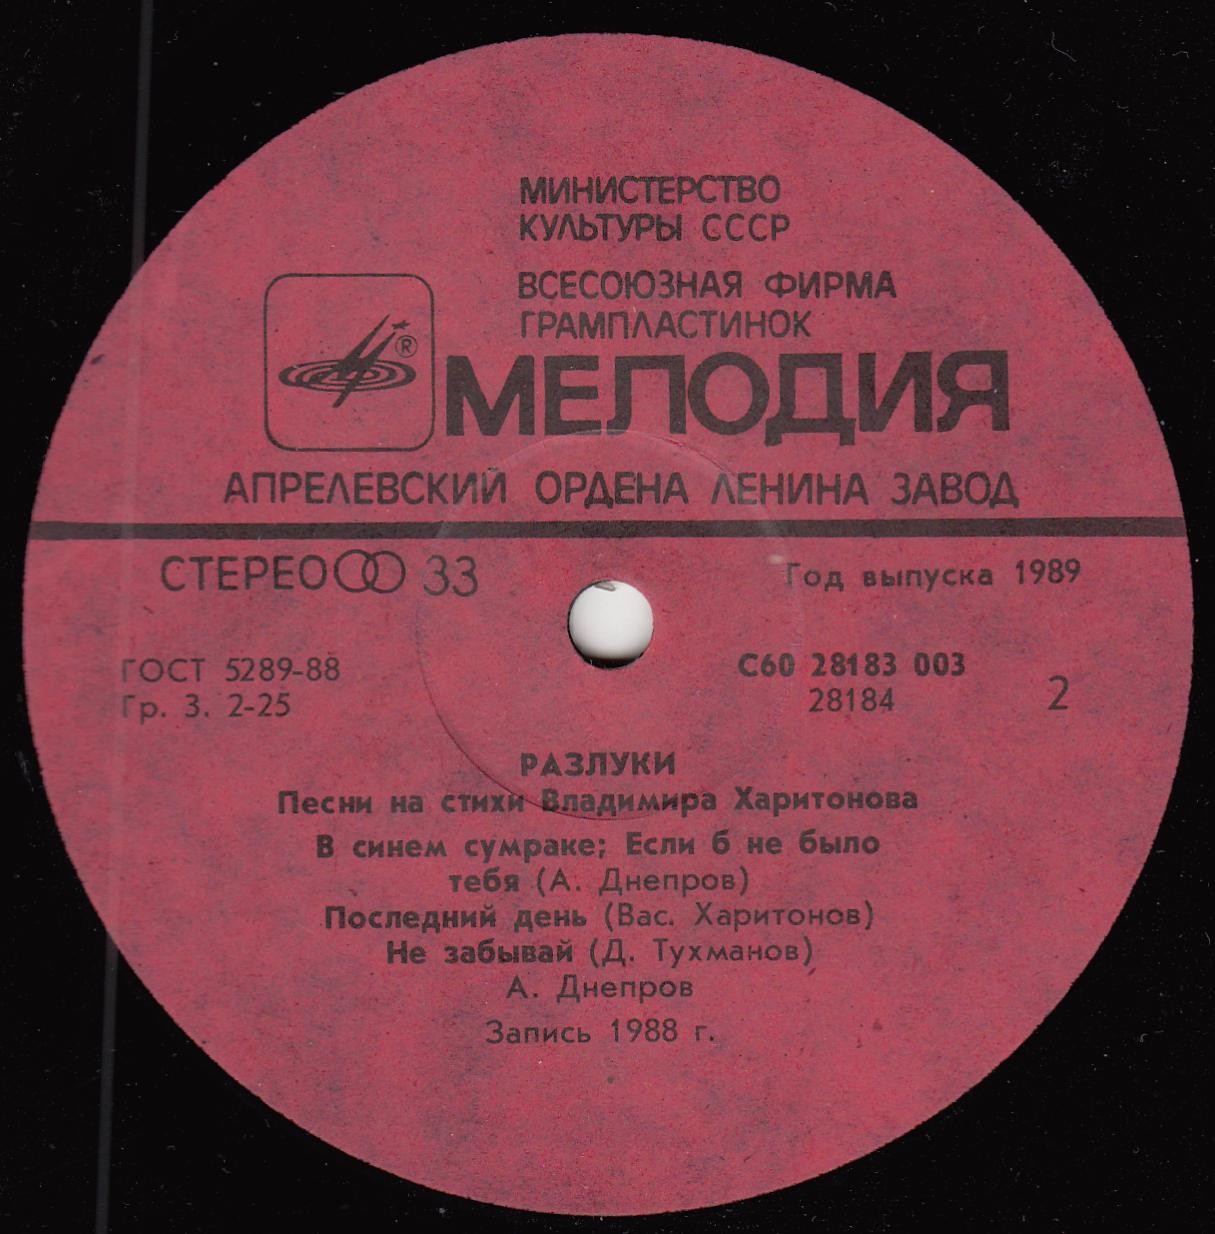 МИНИСТЕРСТВО
КУЛЬТУРЫ СССР
ВСЕСОЮЗНАЯ ФИРМА
ГРАМПЛАСТИНОК
®
МЕЛОДИЯ
АПРЕЛЕВСКИЙ ОРДЕНА ЛЕНИНА ЗАВОД
СТЕРЕО 33
Год выпуска 1989
ГОСТ 5289-88
Гр. 3. 2-25
С60 28183 003
28184
2
РАЗЛУКИ
Песни на стихи Владимира Харитонова
В синем сумраке; Если б не было
тебя (А. Днепров)
Последний день (Вас. Харитонов)
Не забывай (Д. Тухманов)
А. Днепров
Запись 1988 г.